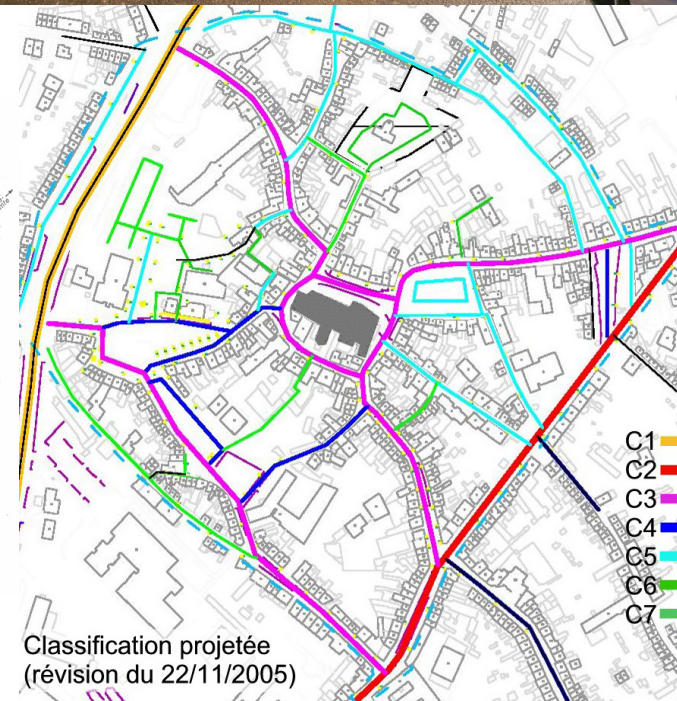 C1
C2
C3
C4
C5
C6
C7
Classification projetée
(révision du 22/11/2005)